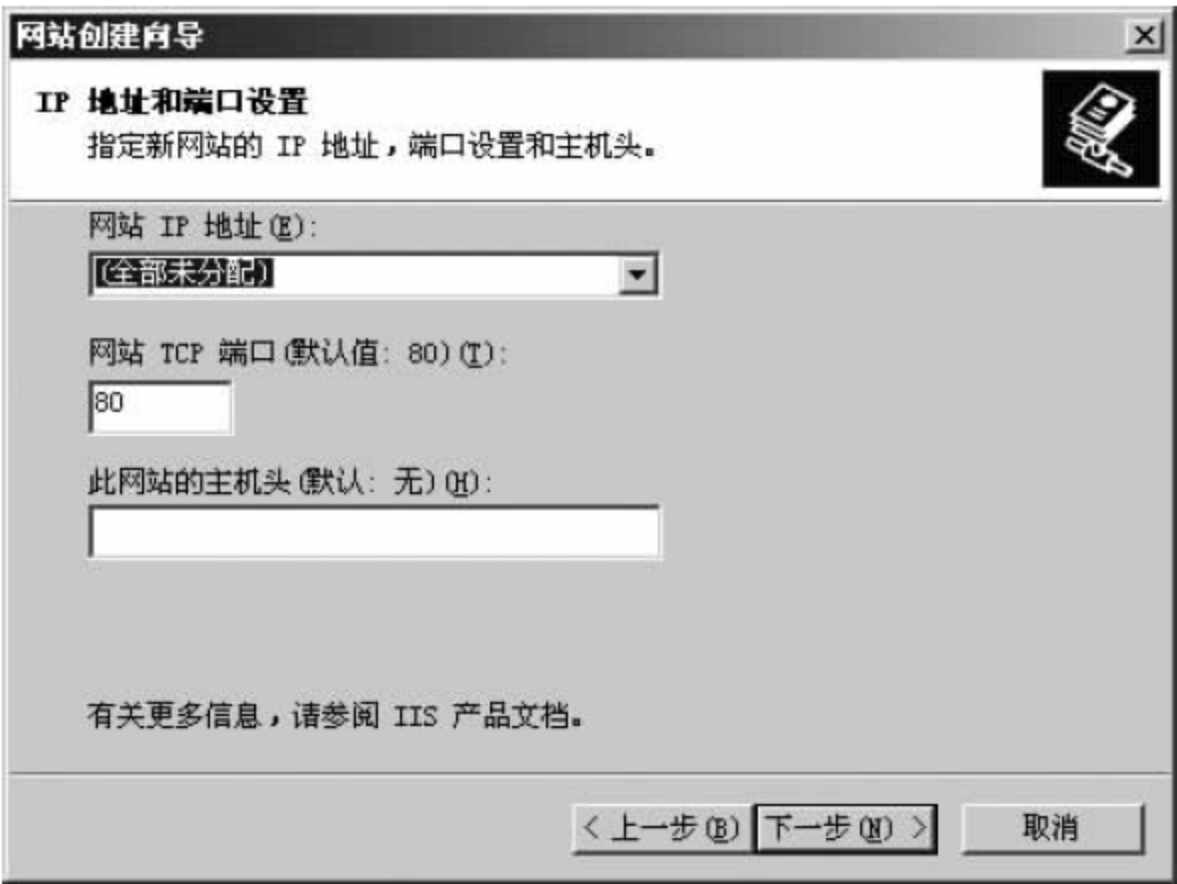 网站创建向导
IP 地址和端口设置
指定新网站的 IP 地址，端口设置和主机头。
网站 IP 地址(E):
(全部未分配)
网站 TCP 端口(默认值: 80)(T):
80
此网站的主机头(默认: 无)(H):
有关更多信息，请参阅 IIS 产品文档。
< 上一步(B) 下一步(N) > 取消